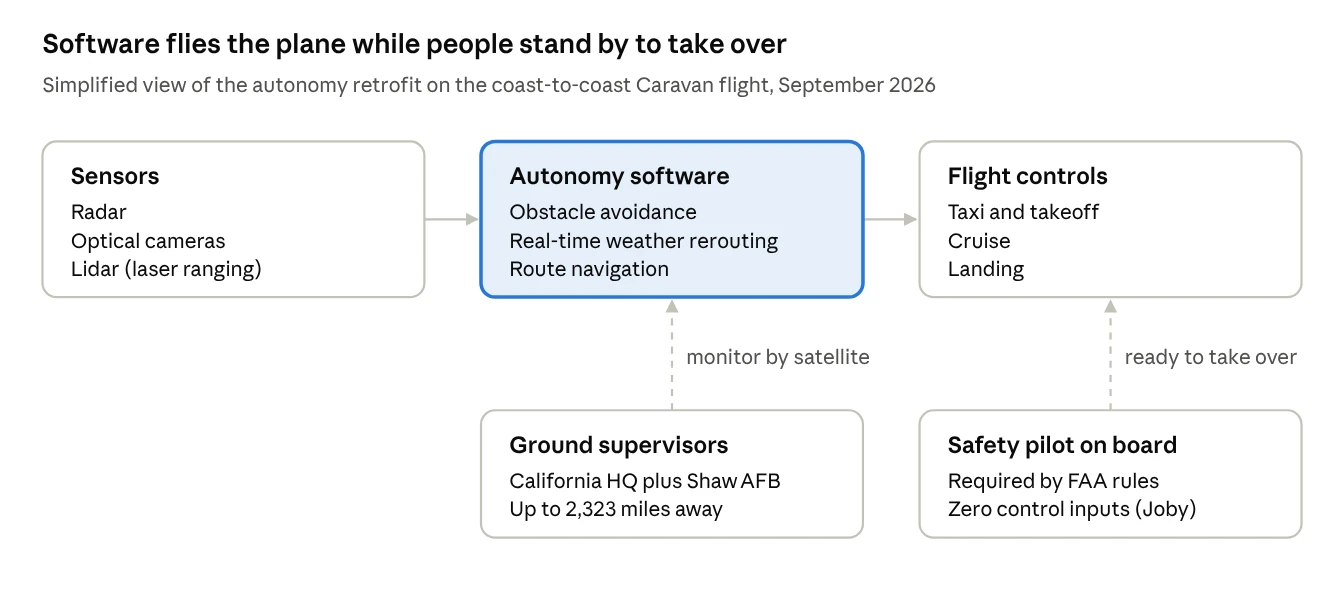 Software flies the plane while people stand by to take over
Simplified view of the autonomy retrofit on the coast-to-coast Caravan flight, September 2026
Sensors
Radar
Optical cameras
Lidar (laser ranging)
Autonomy software
Obstacle avoidance
Real-time weather rerouting
Route navigation
Flight controls
Taxi and takeoff
Cruise
Landing
monitor by satellite
ready to take over
Ground supervisors
California HQ plus Shaw AFB
Up to 2,323 miles away
Safety pilot on board
Required by FAA rules
Zero control inputs (Joby)